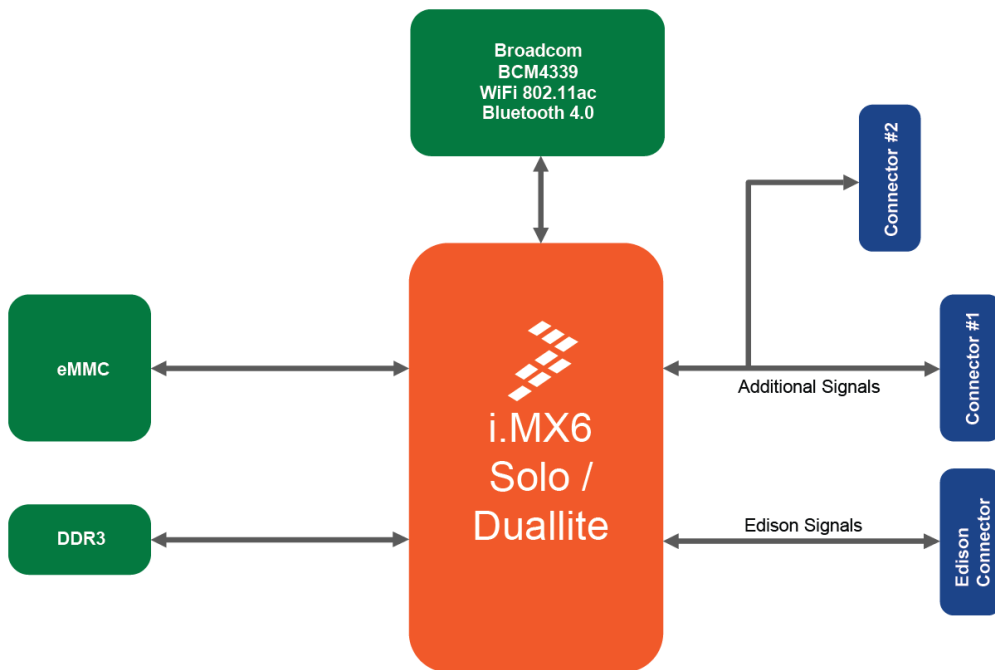 Broadcom
BCM4339
WiFi 802.11ac
Bluetooth 4.0
Connector #2
eMMC
i.MX6
Solo /
Duallite
Additional Signals
Connector #1
DDR3
Edison Signals
Edison
Connector